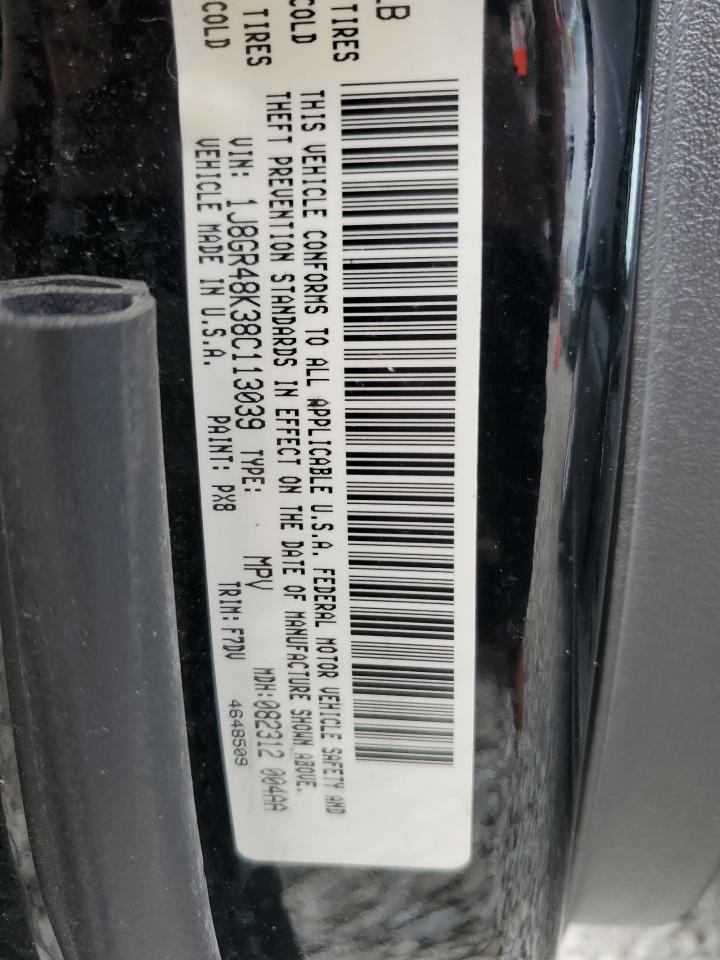 LB
TIRES COLD
TIRES COLD
THIS VEHICLE CONFORMS TO ALL APPLICABLE U.S.A. FEDERAL MOTOR VEHICLE SAFETY AND
THEFT PREVENTION STANDARDS IN EFFECT ON THE DATE OF MANUFACTURE SHOWN ABOVE.
VIN: 1J8GR48K38C113039 TYPE: MPV MDH:082312 004AA
VEHICLE MADE IN U.S.A. PAINT: PX8 TRIM: F7DV 4648509